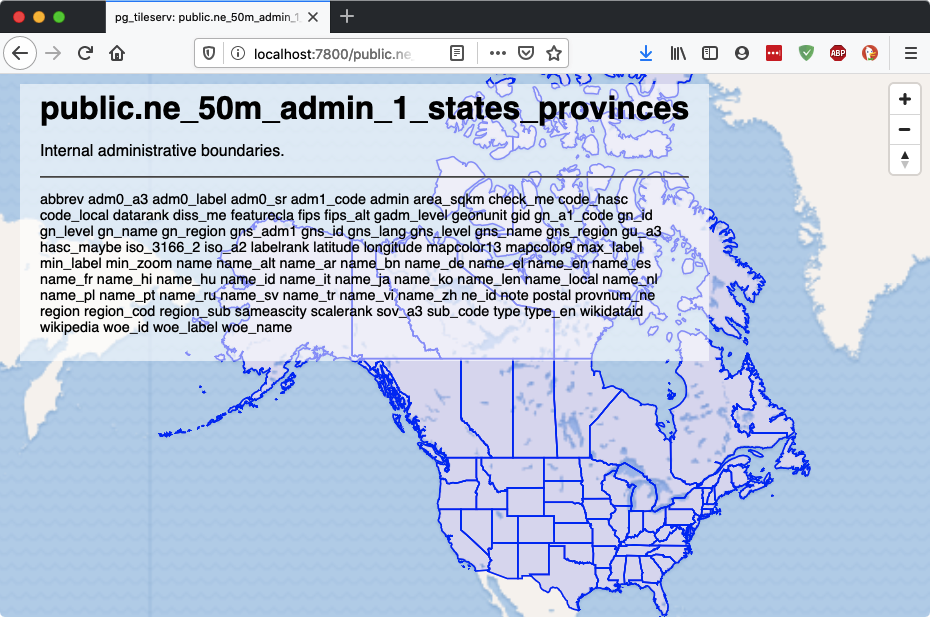 pg_tileserv: public.ne_50m_admin_1_
localhost:7800/public.ne_
ABP
public.ne_50m_admin_1_states_provinces
Internal administrative boundaries.
abbrev adm0_a3 adm0_label adm0_sr adm1_code admin area_sqkm check_me code_hasc
code_local datarank diss_me featurecla fips fips_alt gadm_level geonunit gid gn_a1_code gn_id
gn_level gn_name gn_region gns_adm1 gns_id gns_lang gns_level gns_name gns_region gu_a3
hasc_maybe iso_3166_2 iso_a2 labelrank latitude longitude mapcolor13 mapcolor9 max_label
min_label min_zoom name name_alt name_ar name_bn name_de name_el name_en name_es
name_fr name_hi name_hu name_id name_it name_ja name_ko name_len name_local name_nl
name_pl name_pt name_ru name_sv name_tr name_vi name_zh ne_id note postal provnum_ne
region region_cod region_sub sameascity scalerank sov_a3 sub_code type type_en wikidataid
wikipedia woe_id woe_label woe_name